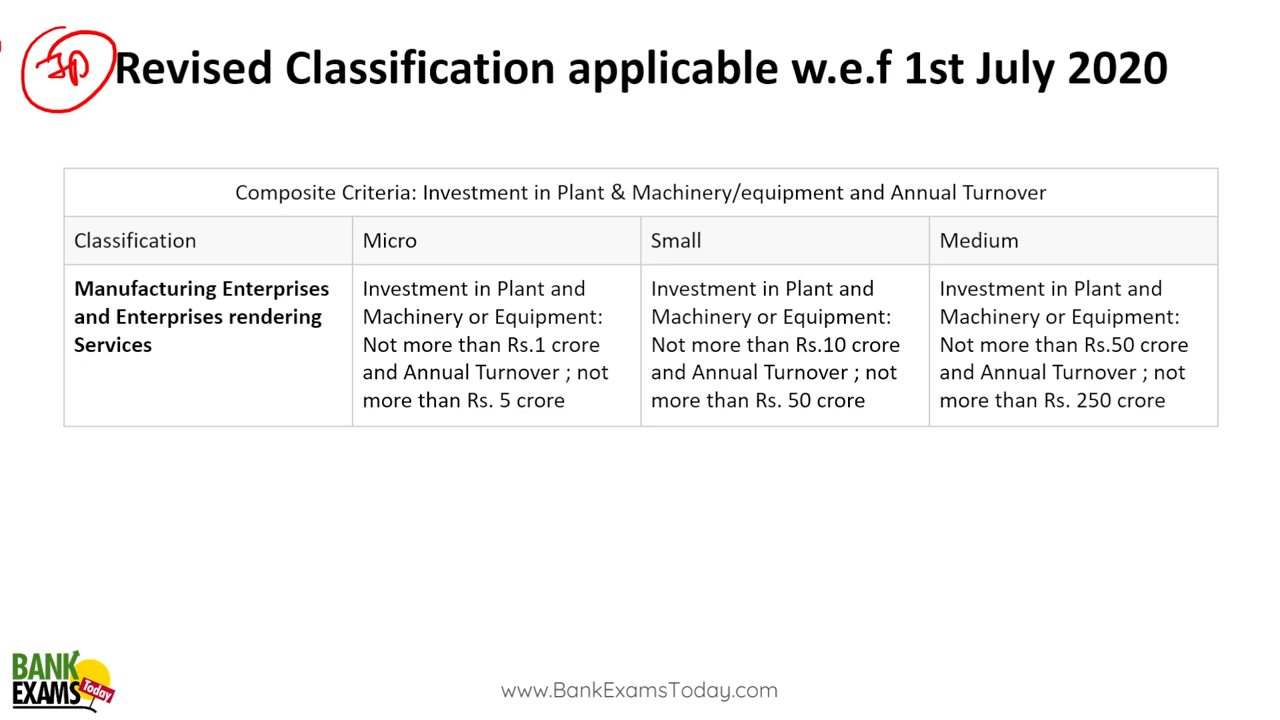 Revised Classification applicable w.e.f 1st July 2020
Composite Criteria: Investment in Plant & Machinery/equipment and Annual Turnover
Classification Micro Small Medium
Manufacturing Enterprises
and Enterprises rendering
Services
Investment in Plant and
Machinery or Equipment:
Not more than Rs.1 crore
and Annual Turnover ; not
more than Rs. 5 crore
Investment in Plant and
Machinery or Equipment:
Not more than Rs.10 crore
and Annual Turnover ; not
more than Rs. 50 crore
Investment in Plant and
Machinery or Equipment:
Not more than Rs.50 crore
and Annual Turnover ; not
more than Rs. 250 crore
BANK
EXAMS Today
www.BankExamsToday.com